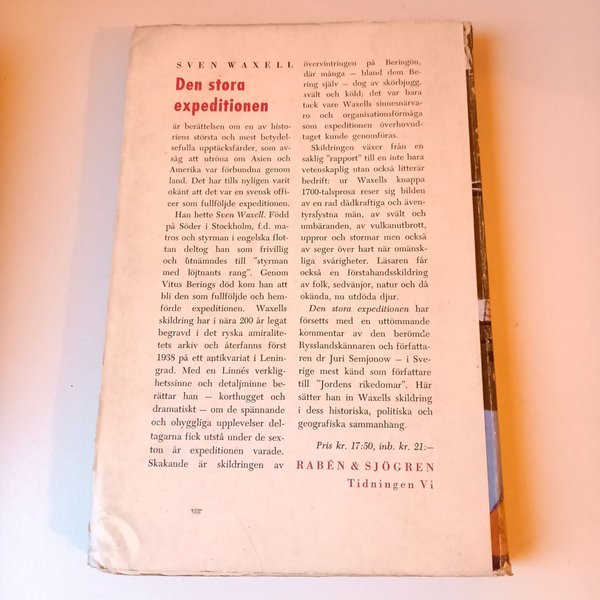 SVEN WAXELL
Den stora
expeditionen
är berättelsen om en av histo-
riens största och mest betydel-
sefulla upptäcktsfärder, som av-
såg att utröna om Asien och
Amerika var förbundna genom
land. Det har tills nyligen varit
okänt att det var en svensk offi-
cer som fullföljde expeditionen.
Han hette Sven Waxell. Född
på Söder i Stockholm, f.d. ma-
tros och styrman i engelska flot-
tan deltog han som frivillig
och utnämndes till "styrman
med löjtnants rang". Genom
Vitus Berings död kom han att
bli den som fullföljde och hem-
förde expeditionen. Waxells
skildring har i nära 200 år legat
begravd i det ryska amiralite-
tets arkiv och återfanns först
1938 på ett antikvariat i Lenin-
grad. Med en Linnés verklig-
hetssinne och detaljminne be-
rättar han — korthugget och
dramatiskt — om de spännande
och ohyggliga upplevelser del-
tagarna fick utstå under de sex-
ton år expeditionen varade.
Skakande är skildringen av
övervintringen på Beringön,
där många — bland dem Be-
ring själv — dog av skörbjugg,
svält och köld; det var bara
tack vare Waxells sinnesnärva-
ro och organisationsförmåga
som expeditionen överhuvud-
taget kunde genomföras.
Skildringen växer från en
saklig "rapport" till en inte bara
vetenskaplig utan också litterär
bedrift: ur Waxells knappa
1700-talsprosa reser sig bilden
av en rad dådkraftiga och även-
tyrslystna män, av svält och
umbäranden, av vulkanutbrott,
uppror och stormar men också
av seger över hart när omänsk-
liga svårigheter. Läsaren får
också en förstahandsskildring
av folk, sedvänjor, natur och då
okända, nu utdöda djur.
Den stora expeditionen har
försetts med en uttömmande
kommentar av den berömde
Rysslandskännaren och författa-
ren dr Juri Semjonow — i Sve-
rige mest känd som författare
till "Jordens rikedomar". Här
sätter han in Waxells skildring
i dess historiska, politiska och
geografiska sammanhang.
Pris kr. 17:50, inb. kr. 21:—
RABÉN & SJÖGREN
Tidningen Vi